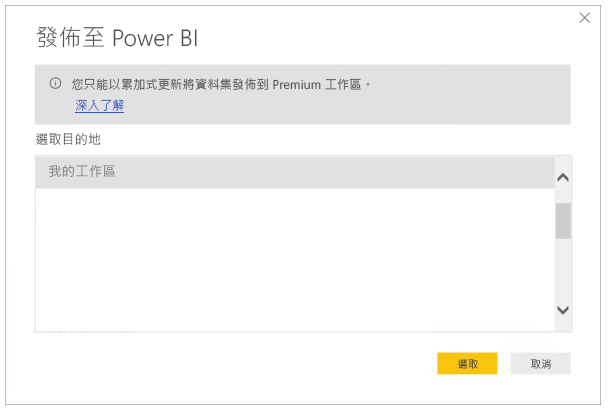 發佈至 Power BI
您只能以累加式更新將資料集發佈到 Premium 工作區。
深入了解
選取目的地
我的工作區
選取
取消